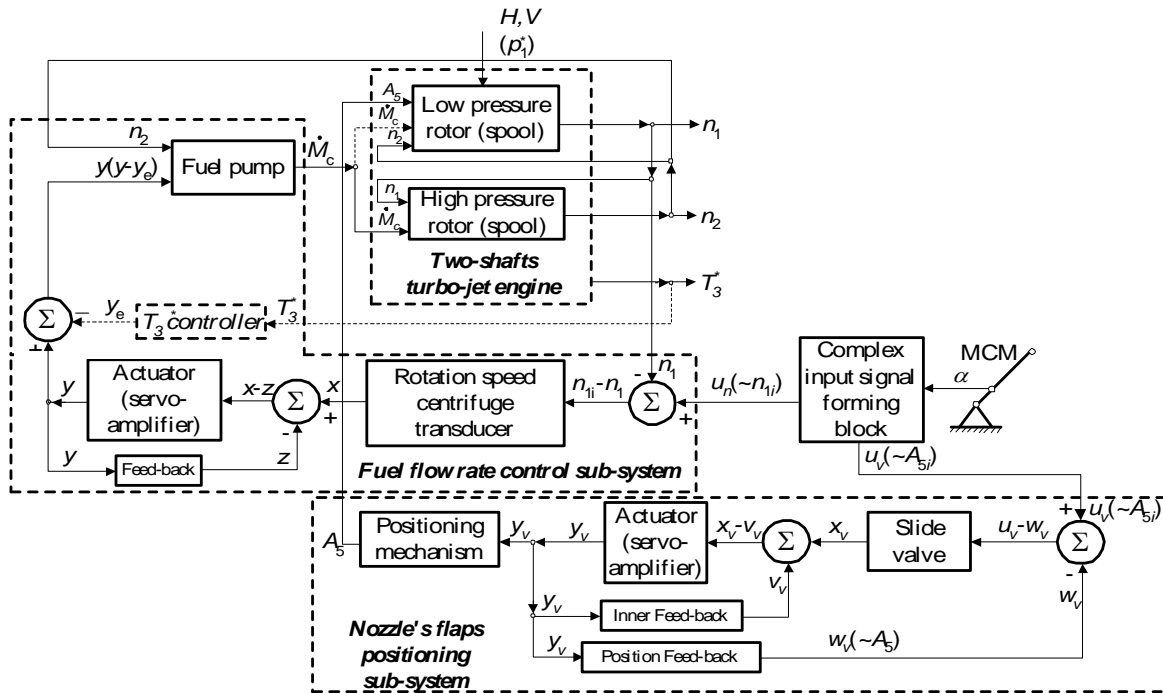 H,V
(p₁*)
A₅
Ṁc
n₂
Low pressure
rotor (spool)
n₁
n₂
y(y-yₑ)
Fuel pump
Ṁc
n₁
Ṁc
High pressure
rotor (spool)
n₂
Two-shafts
turbo-jet engine
T₃*
Σ
−
+
yₑ
T₃* controller
T₃*
y
Actuator
(servo-
amplifier)
x-z
Σ
+
-
x
Rotation speed
centrifuge
transducer
n₁ᵢ-n₁
-
n₁
Σ
+
uₙ(~n₁ᵢ)
Complex
input signal
forming
block
α
MCM
y
Feed-back
z
Fuel flow rate control sub-system
uᵥ(~A₅ᵢ)
A₅
Positioning
mechanism
yᵥ
yᵥ
Actuator
(servo-
amplifier)
xᵥ-vᵥ
Σ
vᵥ
xᵥ
Slide
valve
uᵥ-wᵥ
+
uᵥ(~A₅ᵢ)
Σ
-
wᵥ
yᵥ
Inner Feed-back
yᵥ
Position Feed-back
wᵥ(~A₅)
Nozzle's flaps
positioning
sub-system